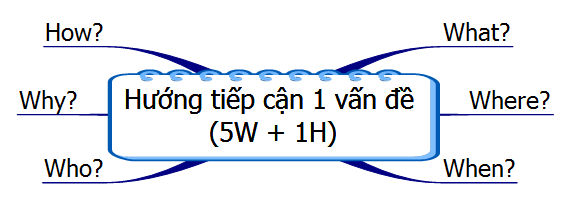 How?
What?
Why?
Hướng tiếp cận 1 vấn đề
(5W + 1H)
Where?
Who?
When?